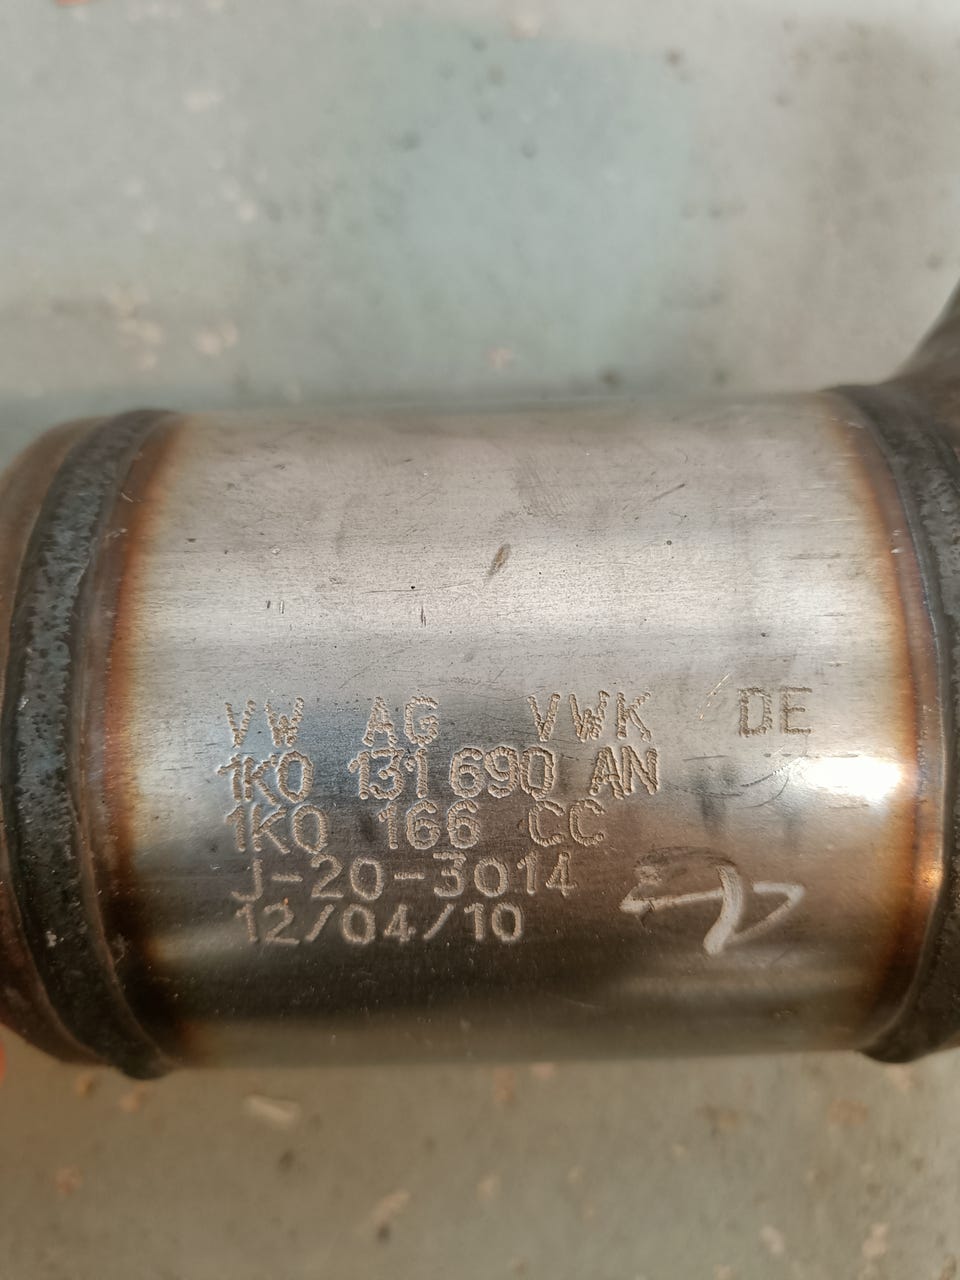 VW AG VWK DE
1K0 131 690 AN
1K0 166 CC
J-20-3014
12/04/10